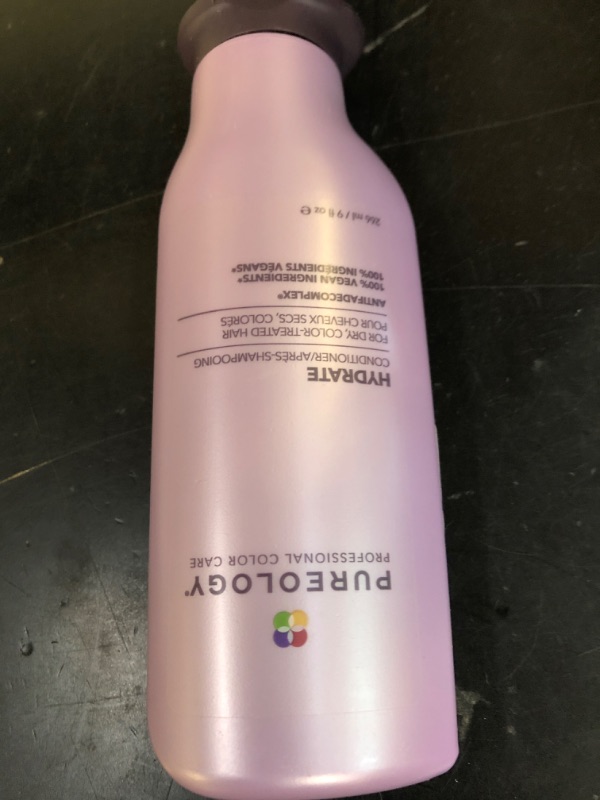 PUREOLOGY®
PROFESSIONAL COLOR CARE
HYDRATE
CONDITIONER/APRÈS-SHAMPOOING
FOR DRY, COLOR-TREATED HAIR
POUR CHEVEUX SECS, COLORÉS
ANTIFADECOMPLEX®
100% VEGAN INGREDIENTS*
100% INGRÉDIENTS VÉGANS*
266 ml / 9 fl oz ℮